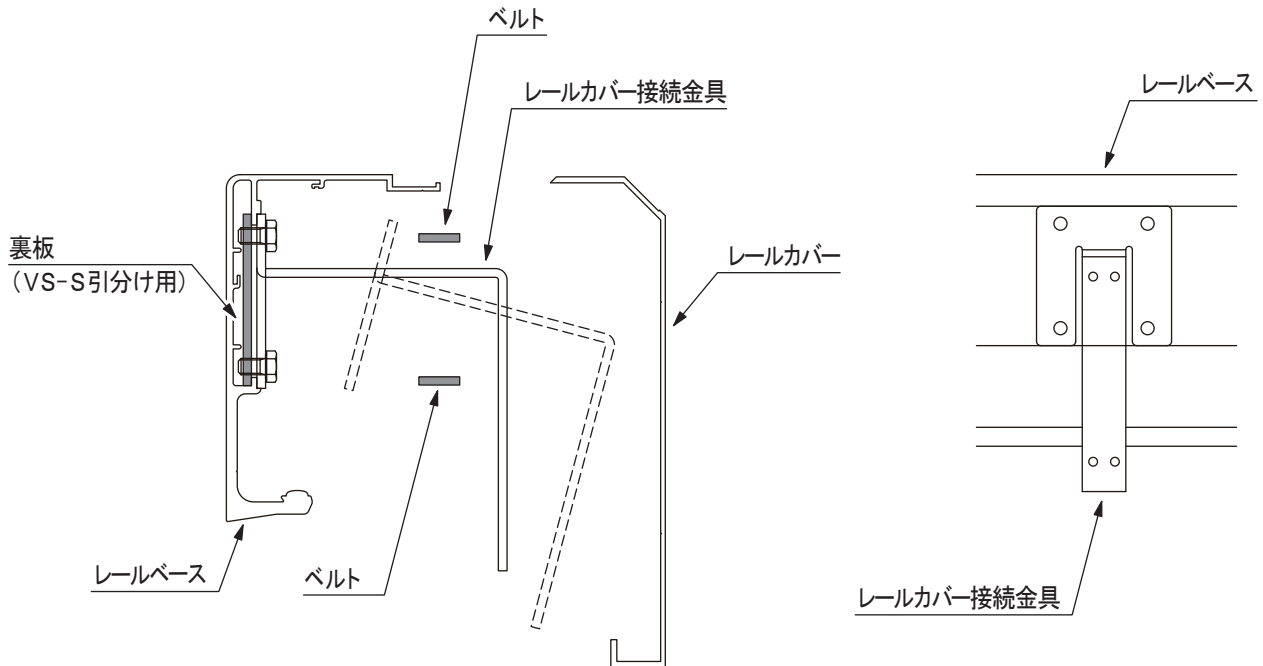 ベルト
レールカバー接続金具
レールベース
裏板
（VS-S引分け用）
レールカバー
レールベース
ベルト
レールカバー接続金具